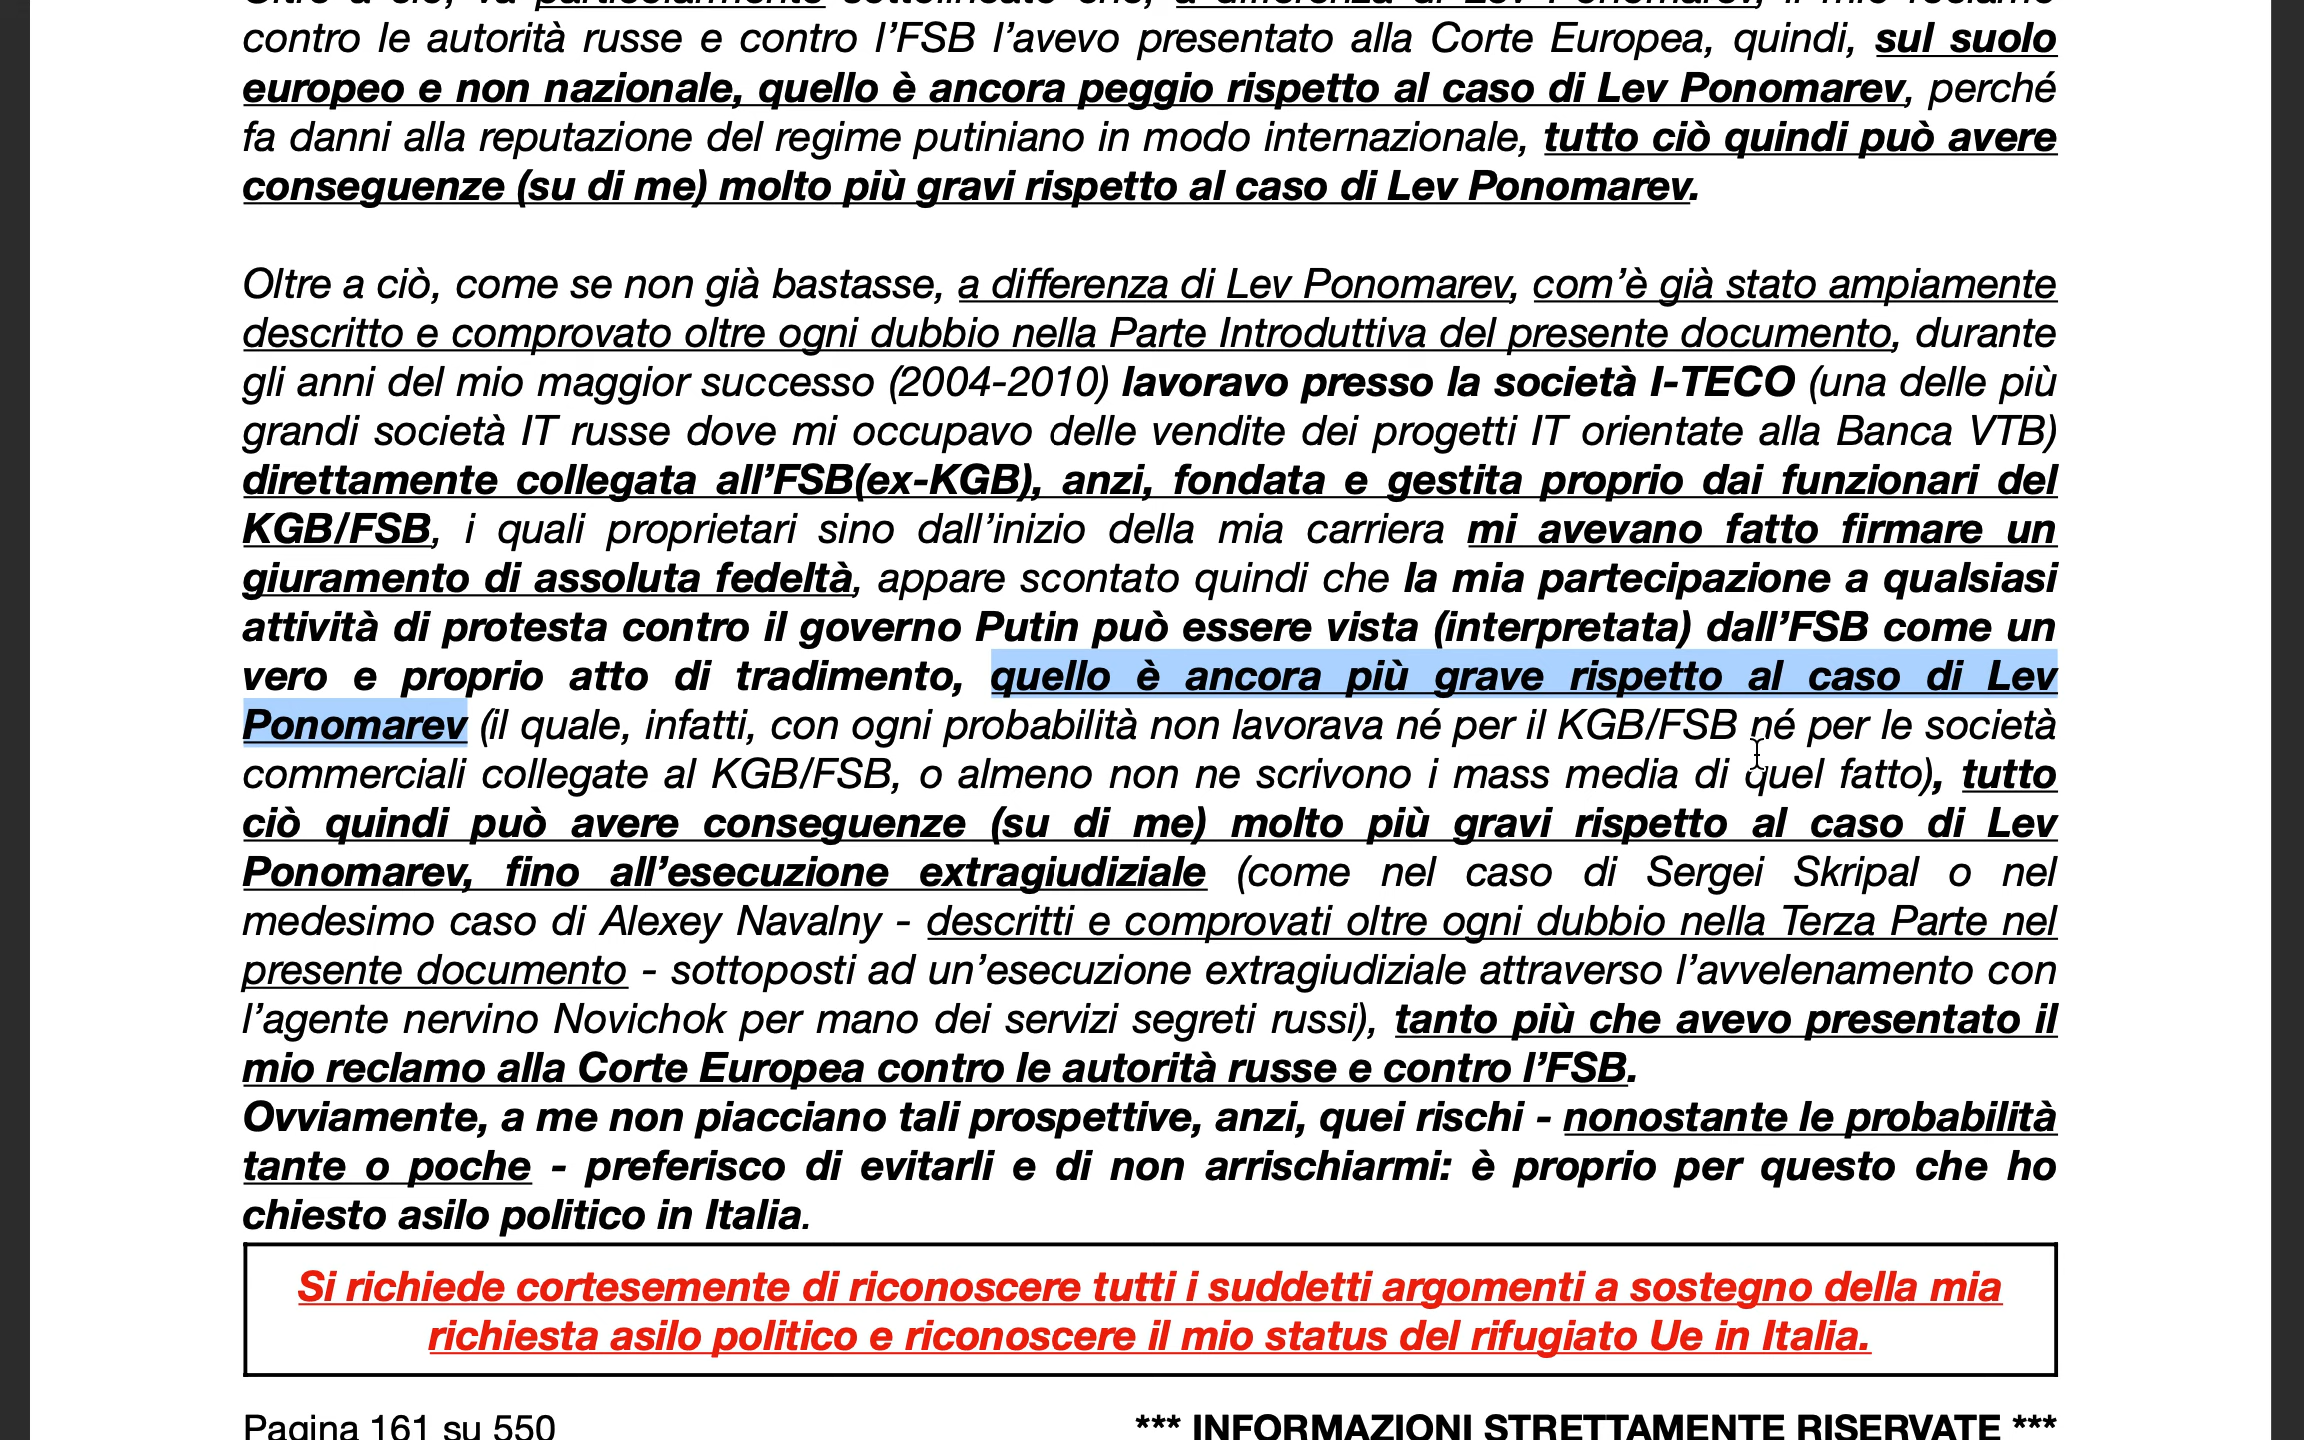 Oltre a ciò, va particolarmente sottolineato che, a differenza di Lev Ponomarev, il mio reclamo
contro le autorità russe e contro l’FSB l’avevo presentato alla Corte Europea, quindi, sul suolo
europeo e non nazionale, quello è ancora peggio rispetto al caso di Lev Ponomarev, perché
fa danni alla reputazione del regime putiniano in modo internazionale, tutto ciò quindi può avere
conseguenze (su di me) molto più gravi rispetto al caso di Lev Ponomarev.
Oltre a ciò, come se non già bastasse, a differenza di Lev Ponomarev, com’è già stato ampiamente
descritto e comprovato oltre ogni dubbio nella Parte Introduttiva del presente documento, durante
gli anni del mio maggior successo (2004-2010) lavoravo presso la società I-TECO (una delle più
grandi società IT russe dove mi occupavo delle vendite dei progetti IT orientate alla Banca VTB)
direttamente collegata all’FSB(ex-KGB), anzi, fondata e gestita proprio dai funzionari del
KGB/FSB, i quali proprietari sino dall’inizio della mia carriera mi avevano fatto firmare un
giuramento di assoluta fedeltà, appare scontato quindi che la mia partecipazione a qualsiasi
attività di protesta contro il governo Putin può essere vista (interpretata) dall’FSB come un
vero e proprio atto di tradimento, quello è ancora più grave rispetto al caso di Lev
Ponomarev (il quale, infatti, con ogni probabilità non lavorava né per il KGB/FSB né per le società
commerciali collegate al KGB/FSB, o almeno non ne scrivono i mass media di quel fatto), tutto
ciò quindi può avere conseguenze (su di me) molto più gravi rispetto al caso di Lev
Ponomarev, fino all’esecuzione extragiudiziale (come nel caso di Sergei Skripal o nel
medesimo caso di Alexey Navalny - descritti e comprovati oltre ogni dubbio nella Terza Parte nel
presente documento - sottoposti ad un’esecuzione extragiudiziale attraverso l’avvelenamento con
l’agente nervino Novichok per mano dei servizi segreti russi), tanto più che avevo presentato il
mio reclamo alla Corte Europea contro le autorità russe e contro l’FSB.
Ovviamente, a me non piacciano tali prospettive, anzi, quei rischi - nonostante le probabilità
tante o poche - preferisco di evitarli e di non arrischiarmi: è proprio per questo che ho
chiesto asilo politico in Italia.
Si richiede cortesemente di riconoscere tutti i suddetti argomenti a sostegno della mia
richiesta asilo politico e riconoscere il mio status del rifugiato Ue in Italia.
Pagina 161 su 550
*** INFORMAZIONI STRETTAMENTE RISERVATE ***